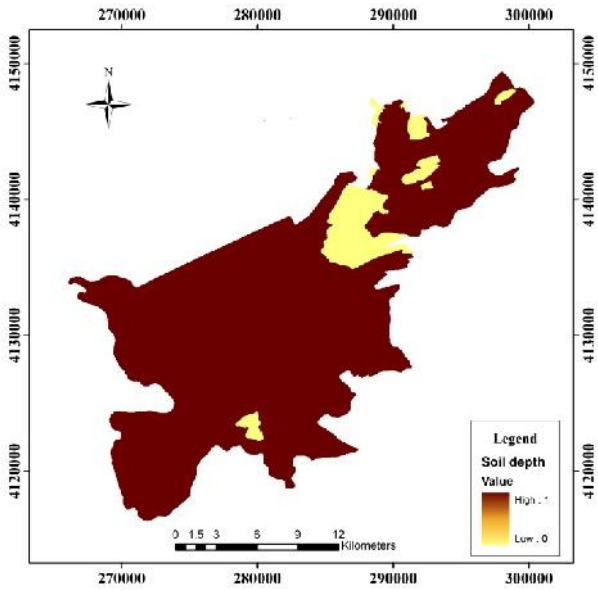 270000 280000 290000 300000
4150000 4150000
N
4140000 4140000
4130000 4130000
4120000 4120000
Legend
Soil depth
Value
High : 1
Low : 0
0 1.5 3 6 9 12
Kilometers
270000 280000 290000 300000